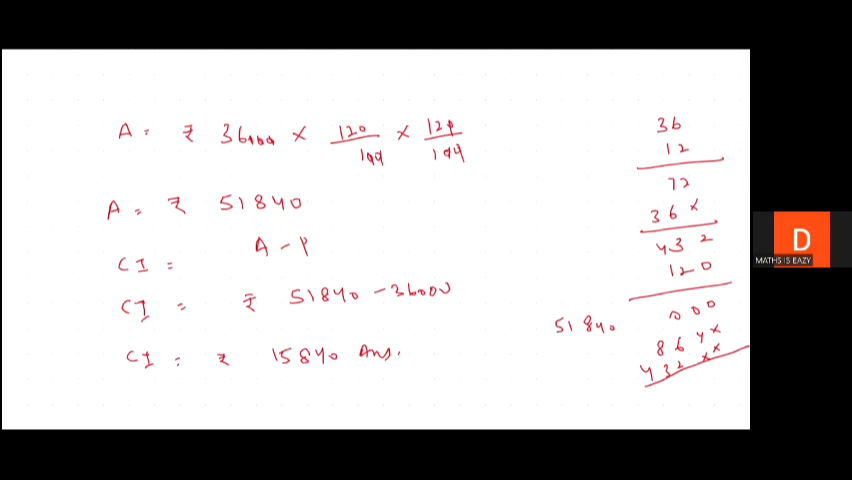 A = ₹ 36000 × 120/100 × 120/100
A = ₹ 51840
CI = A - P
CI = ₹ 51840 - 36000
CI = ₹ 15840 Ans.
36
12
72
36×
432
120
000
864×
432××
51840
D
MATHS IS EAZY